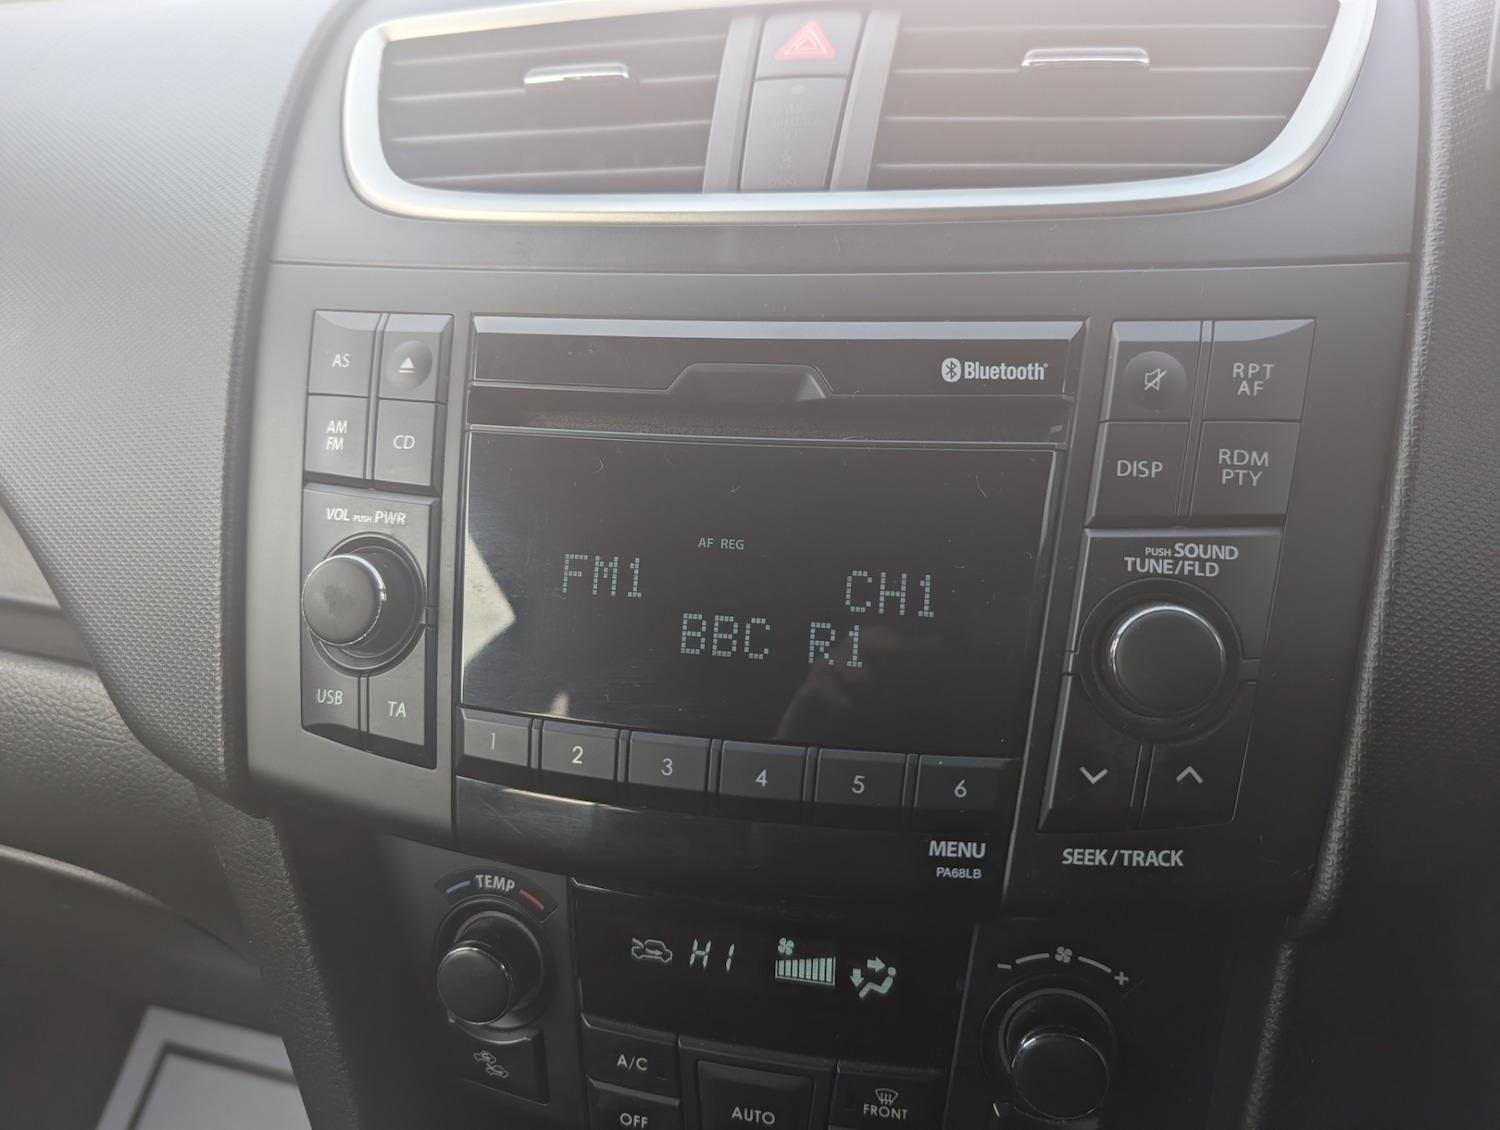 AS
AM
FM
CD
Bluetooth®
RPT
AF
DISP
RDM
PTY
VOL PUSH PWR
USB
TA
AF REG
FM1
CH1
BBC R1
PUSH SOUND
TUNE/FLD
1
2
3
4
5
6
MENU
PA68LB
SEEK/TRACK
TEMP
HI
- +
A/C
OFF
AUTO
FRONT